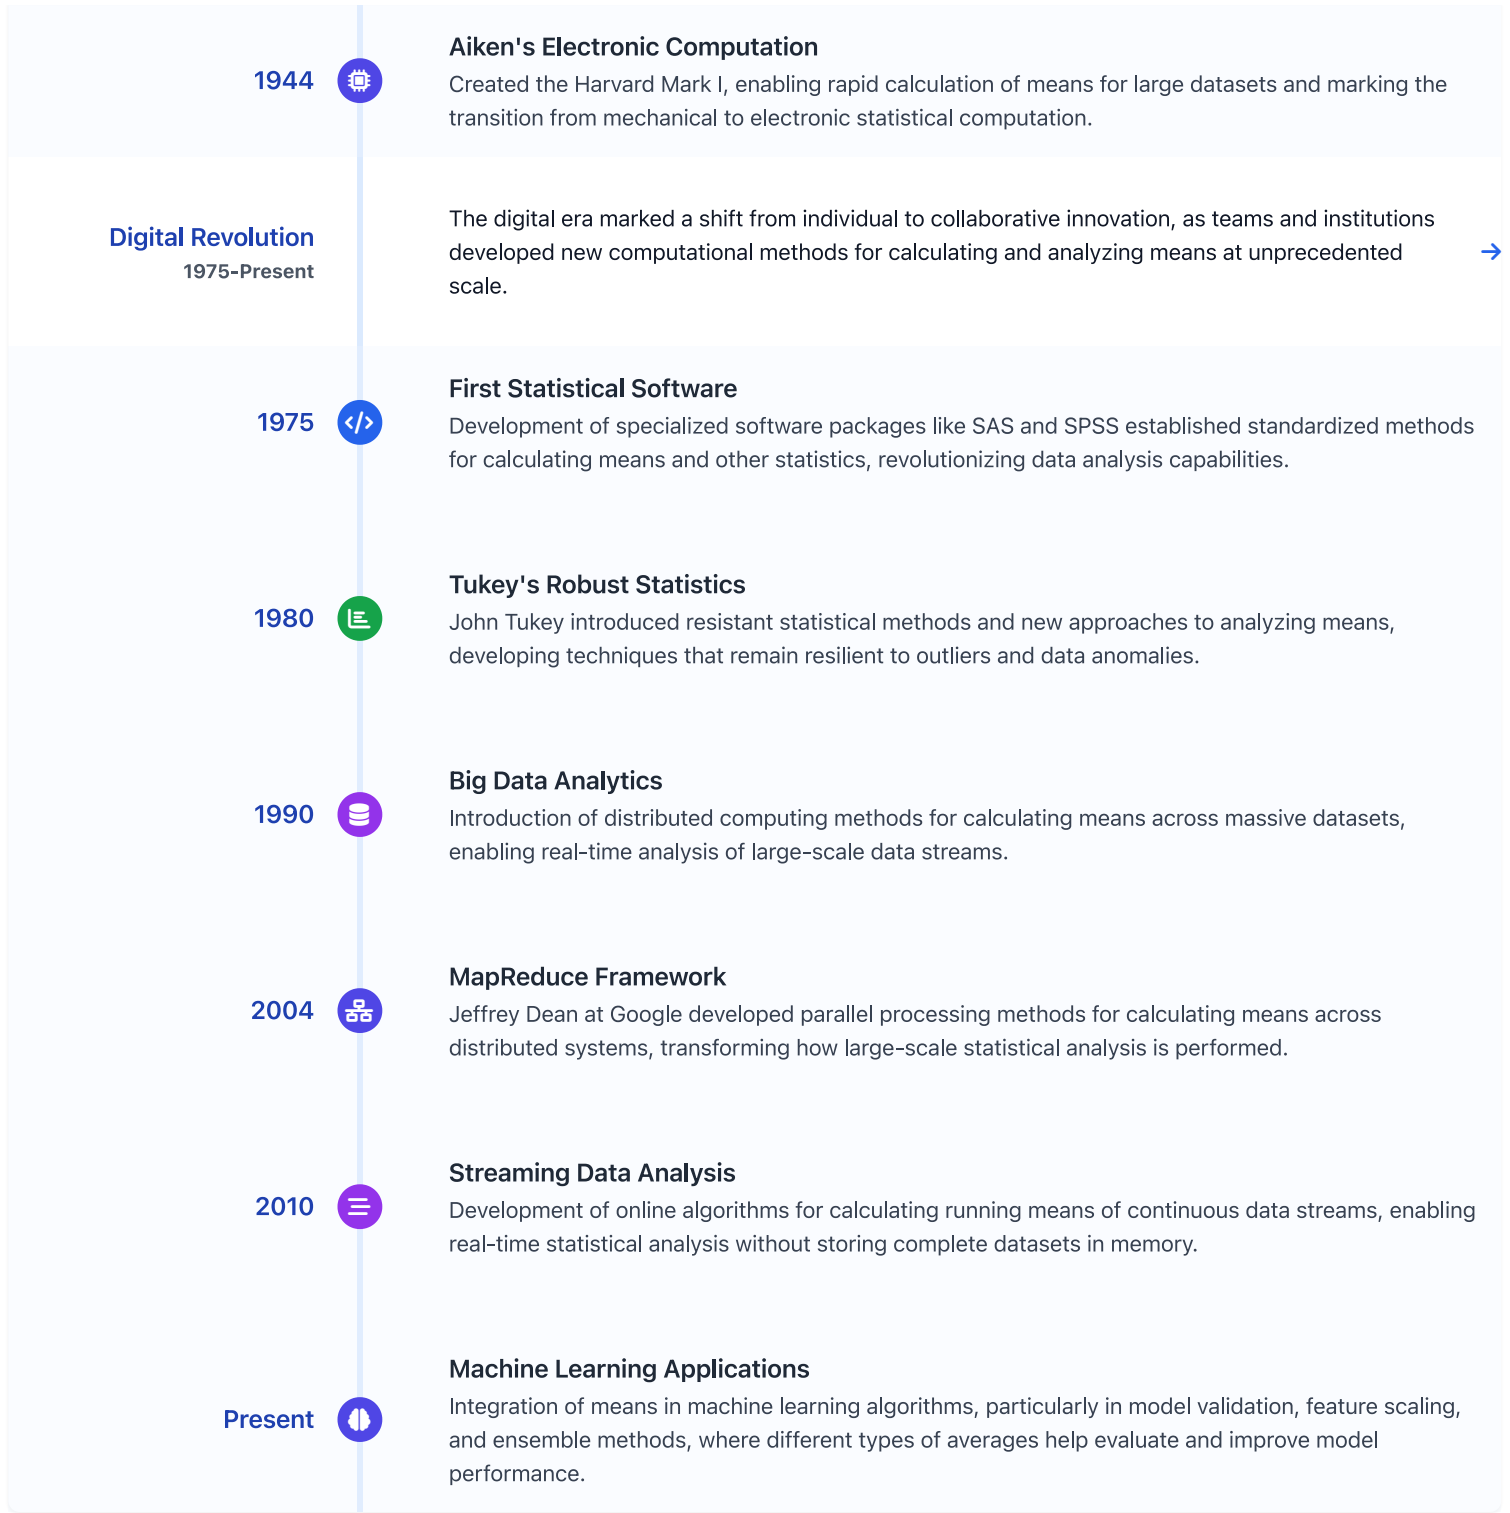 Aiken's Electronic Computation
1944
Created the Harvard Mark I, enabling rapid calculation of means for large datasets and marking the
transition from mechanical to electronic statistical computation.
Digital Revolution
1975-Present
The digital era marked a shift from individual to collaborative innovation, as teams and institutions
developed new computational methods for calculating and analyzing means at unprecedented
scale.
First Statistical Software
1975
Development of specialized software packages like SAS and SPSS established standardized methods
for calculating means and other statistics, revolutionizing data analysis capabilities.
Tukey's Robust Statistics
1980
John Tukey introduced resistant statistical methods and new approaches to analyzing means,
developing techniques that remain resilient to outliers and data anomalies.
Big Data Analytics
1990
Introduction of distributed computing methods for calculating means across massive datasets,
enabling real-time analysis of large-scale data streams.
MapReduce Framework
2004
Jeffrey Dean at Google developed parallel processing methods for calculating means across
distributed systems, transforming how large-scale statistical analysis is performed.
Streaming Data Analysis
2010
Development of online algorithms for calculating running means of continuous data streams, enabling
real-time statistical analysis without storing complete datasets in memory.
Machine Learning Applications
Present
Integration of means in machine learning algorithms, particularly in model validation, feature scaling,
and ensemble methods, where different types of averages help evaluate and improve model
performance.